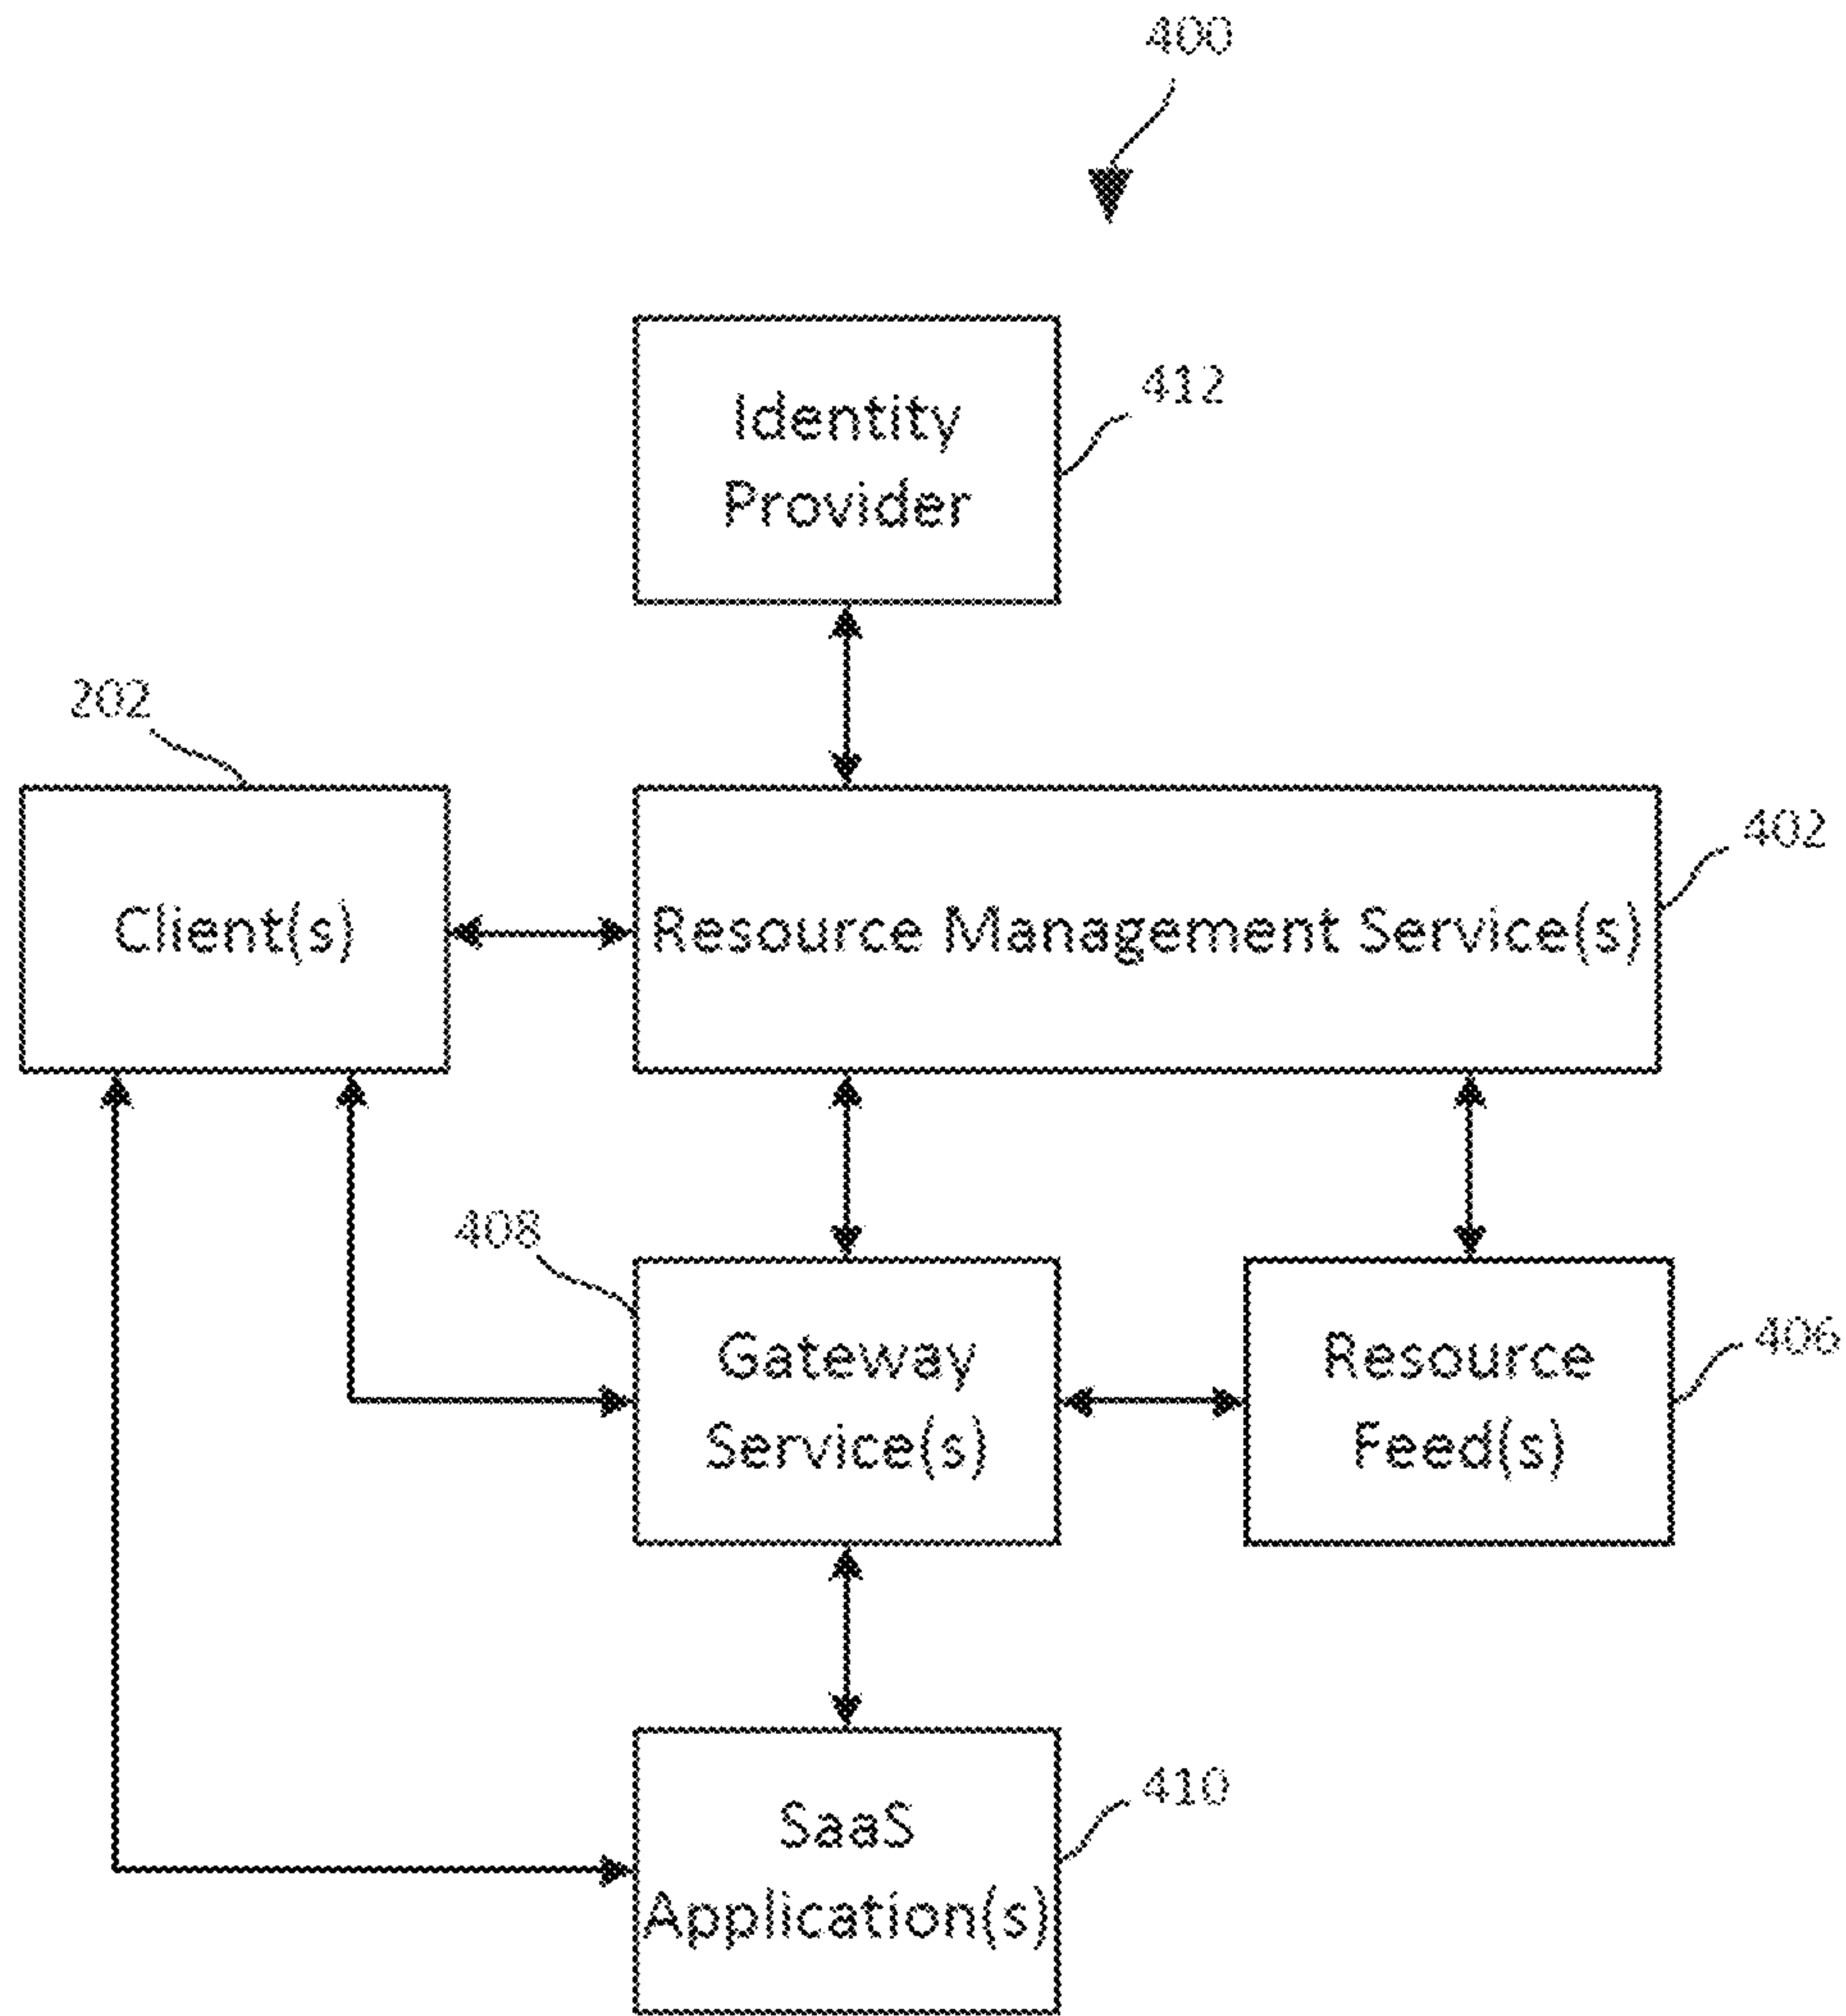 400
Identity
Provider
412
202
Client(s)
Resource Management Service(s)
402
408
Gateway
Service(s)
Resource
Feed(s)
406
SaaS
Application(s)
410